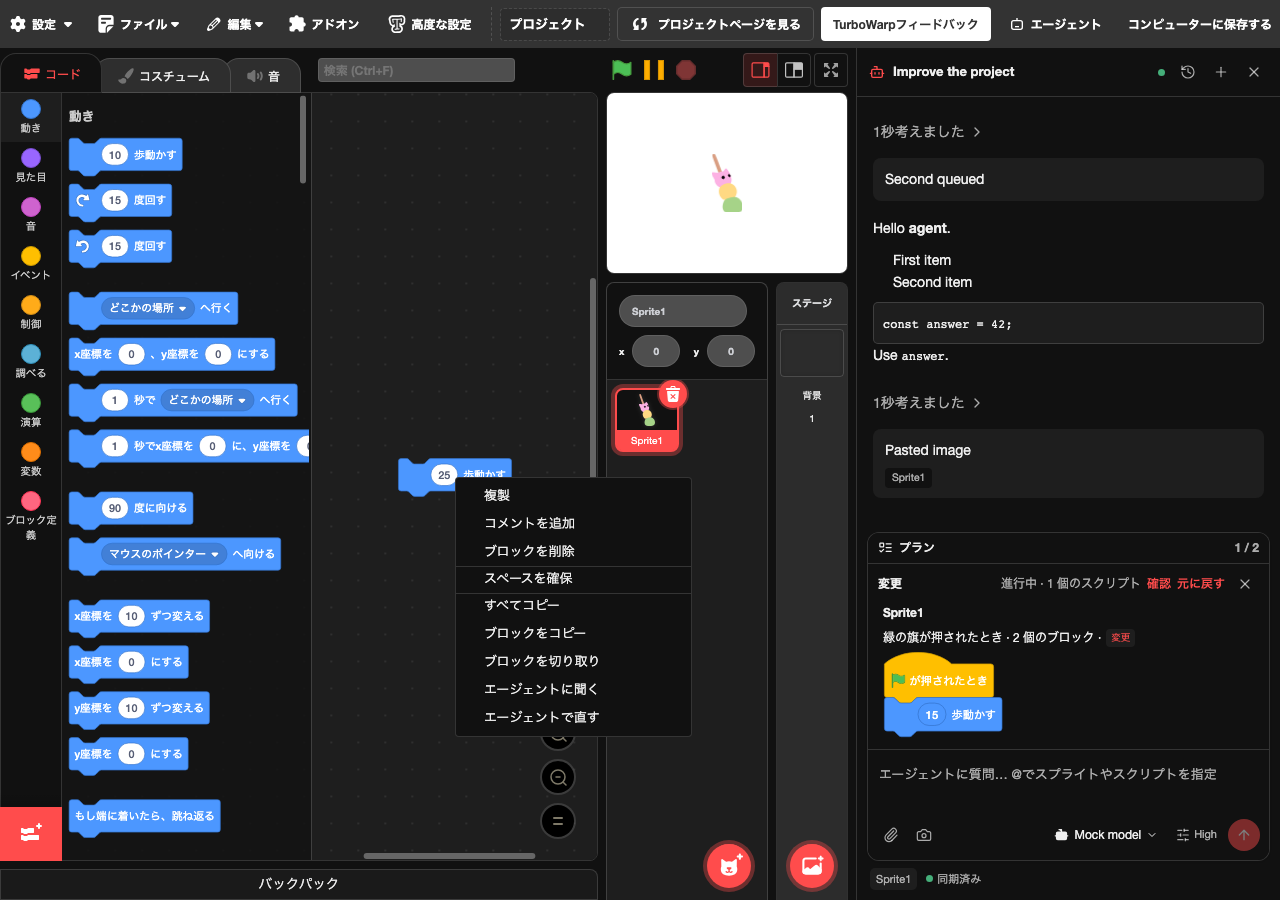 設定
ファイル
編集
アドオン
高度な設定
プロジェクト
プロジェクトページを見る
TurboWarpフィードバック
エージェント
コンピューターに保存する
コード
コスチューム
音
検索 (Ctrl+F)
動き
見た目
音
イベント
制御
調べる
演算
変数
ブロック定義
動き
10 歩動かす
15 度回す
15 度回す
どこかの場所 へ行く
x座標を 0 、y座標を 0 にする
1 秒で どこかの場所 へ行く
1 秒でx座標を 0 に、y座標を
90 度に向ける
マウスのポインター へ向ける
x座標を 10 ずつ変える
x座標を 0 にする
y座標を 10 ずつ変える
y座標を 0 にする
もし端に着いたら、跳ね返る
25 歩動かす
複製
コメントを追加
ブロックを削除
スペースを確保
すべてコピー
ブロックをコピー
ブロックを切り取り
エージェントに聞く
エージェントで直す
バックパック
Sprite1
x 0 y 0
Sprite1
ステージ
背景
1
Improve the project
1秒考えました
Second queued
Hello agent.
First item
Second item
const answer = 42;
Use answer.
1秒考えました
Pasted image
Sprite1
プラン 1 / 2
変更 進行中 · 1 個のスクリプト 確認 元に戻す
Sprite1
緑の旗が押されたとき · 2 個のブロック · 変更
が押されたとき
15 歩動かす
エージェントに質問... @でスプライトやスクリプトを指定
Mock model
High
Sprite1 同期済み